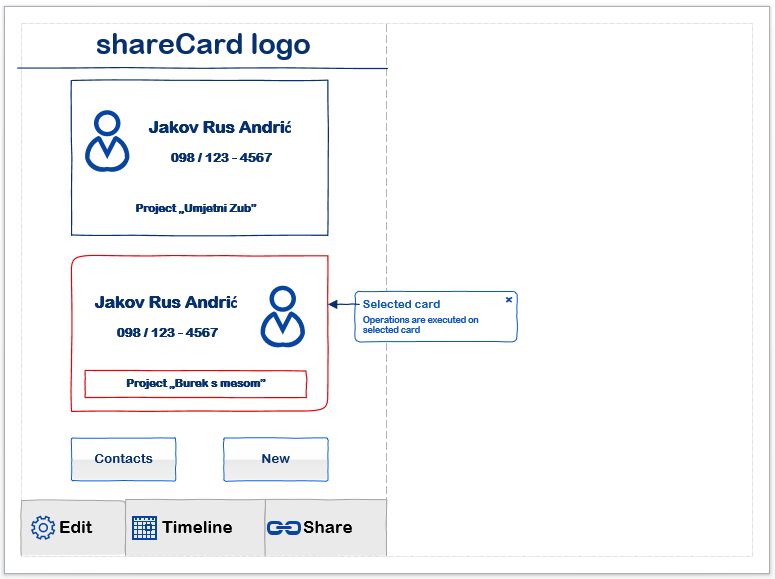 shareCard logo
Jakov Rus Andrić
098 / 123 - 4567
Project „Umjetni Zub”
Jakov Rus Andrić
098 / 123 - 4567
Project „Burek s mesom”
Selected card
Operations are executed on
selected card
Contacts
New
Edit
Timeline
Share